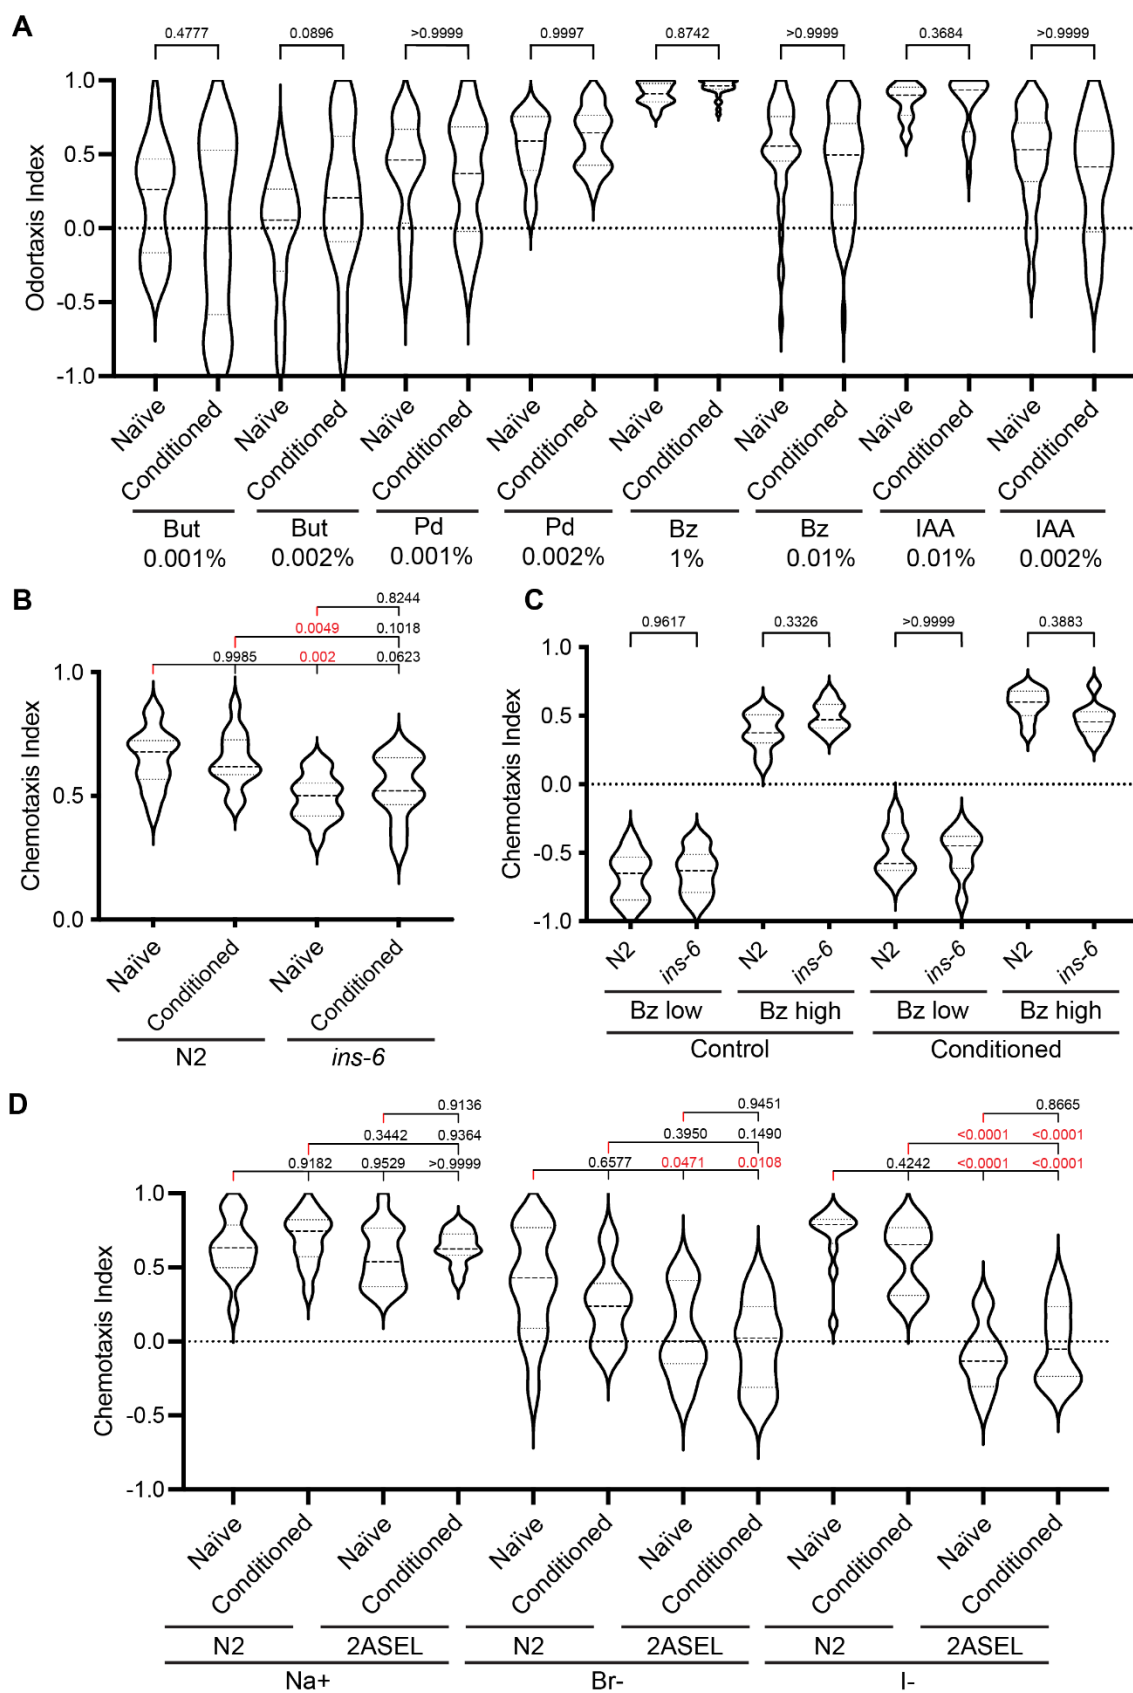 A
0.4777 0.0896 >0.9999 0.9997 0.8742 >0.9999 0.3684 >0.9999
Odortaxis Index
1.0
0.5
0.0
-0.5
-1.0
Naïve Conditioned Naïve Conditioned Naïve Conditioned Naïve Conditioned Naïve Conditioned Naïve Conditioned Naïve Conditioned Naïve Conditioned
But But Pd Pd Bz Bz IAA IAA
0.001% 0.002% 0.001% 0.002% 1% 0.01% 0.01% 0.002%
B
0.8244
0.0049 0.1018
0.9985 0.002 0.0623
Chemotaxis Index
1.0
0.5
0.0
Naïve Conditioned Naïve Conditioned
N2 ins-6
C
0.9617 0.3326 >0.9999 0.3883
Chemotaxis Index
1.0
0.5
0.0
-0.5
-1.0
N2 ins-6 N2 ins-6 N2 ins-6 N2 ins-6
Bz low Bz high Bz low Bz high
Control Conditioned
D
0.9136 0.9451 0.8665
0.3442 0.9364 0.3950 0.1490 <0.0001 <0.0001
0.9182 0.9529 >0.9999 0.6577 0.0471 0.0108 0.4242 <0.0001 <0.0001
Chemotaxis Index
1.0
0.5
0.0
-0.5
-1.0
Naïve Conditioned Naïve Conditioned Naïve Conditioned Naïve Conditioned Naïve Conditioned Naïve Conditioned
N2 2ASEL N2 2ASEL N2 2ASEL
Na+ Br- I-